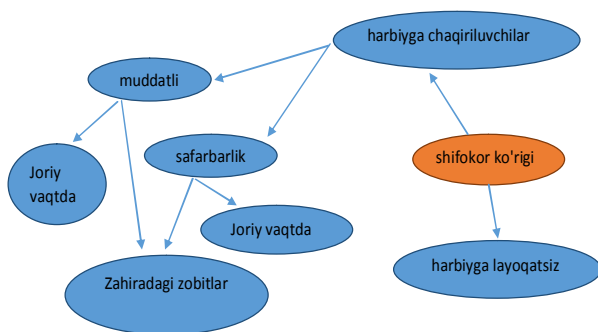 harbiyga chaqiriluvchilar
muddatli
safarbarlik
shifokor ko'rigi
Joriy
vaqtda
Joriy vaqtda
harbiyga layoqatsiz
Zahiradagi zobitlar